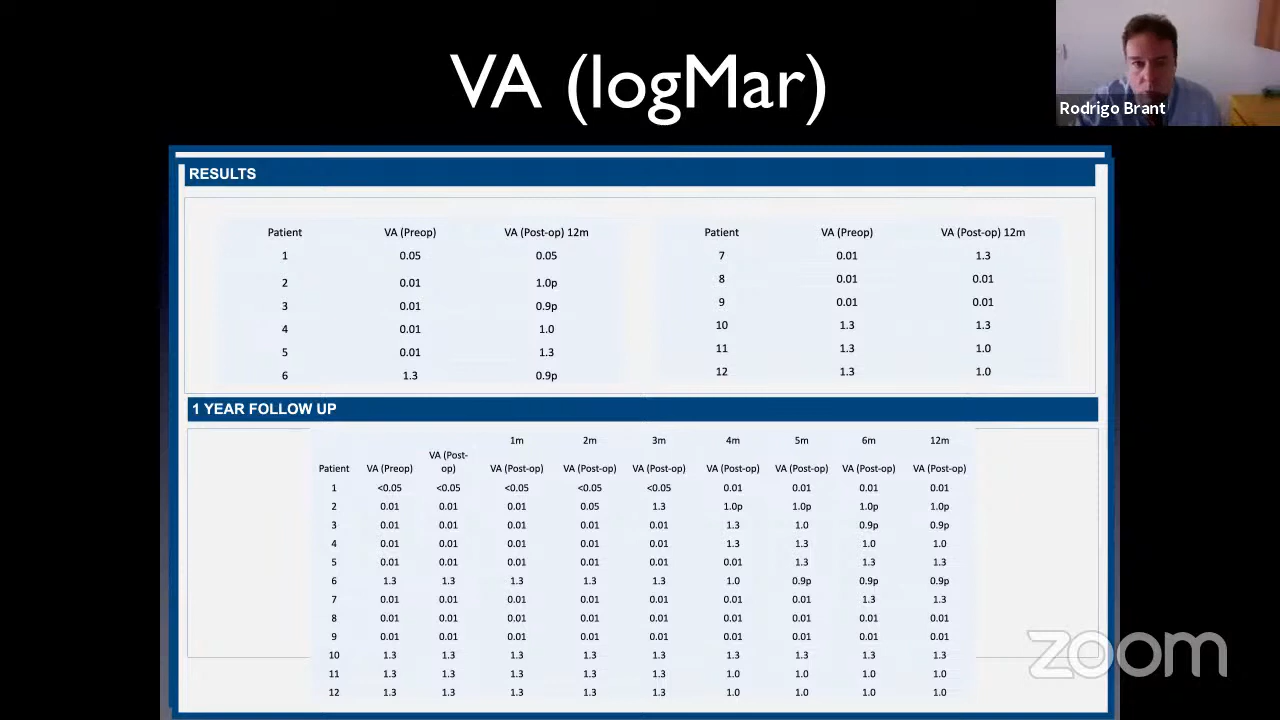 VA (logMar)
Rodrigo Brant
RESULTS
Patient VA (Preop) VA (Post-op) 12m
1 0.05 0.05
2 0.01 1.0p
3 0.01 0.9p
4 0.01 1.0
5 0.01 1.3
6 1.3 0.9p
Patient VA (Preop) VA (Post-op) 12m
7 0.01 1.3
8 0.01 0.01
9 0.01 0.01
10 1.3 1.3
11 1.3 1.0
12 1.3 1.0
1 YEAR FOLLOW UP
1m 2m 3m 4m 5m 6m 12m
Patient VA (Preop) VA (Post-op) VA (Post-op) VA (Post-op) VA (Post-op) VA (Post-op) VA (Post-op) VA (Post-op) VA (Post-op)
1 <0.05 <0.05 <0.05 <0.05 <0.05 0.01 0.01 0.01 0.01
2 0.01 0.01 0.01 0.05 1.3 1.0p 1.0p 1.0p 1.0p
3 0.01 0.01 0.01 0.01 0.01 1.3 1.0 0.9p 0.9p
4 0.01 0.01 0.01 0.01 0.01 1.3 1.3 1.0 1.0
5 0.01 0.01 0.01 0.01 0.01 0.01 1.3 1.3 1.3
6 1.3 1.3 1.3 1.3 1.3 1.0 0.9p 0.9p 0.9p
7 0.01 0.01 0.01 0.01 0.01 0.01 0.01 1.3 1.3
8 0.01 0.01 0.01 0.01 0.01 0.01 0.01 0.01 0.01
9 0.01 0.01 0.01 0.01 0.01 0.01 0.01 0.01 0.01
10 1.3 1.3 1.3 1.3 1.3 1.3 1.3 1.3 1.3
11 1.3 1.3 1.3 1.3 1.3 1.0 1.0 1.0 1.0
12 1.3 1.3 1.3 1.3 1.3 1.0 1.0 1.0 1.0
zoom